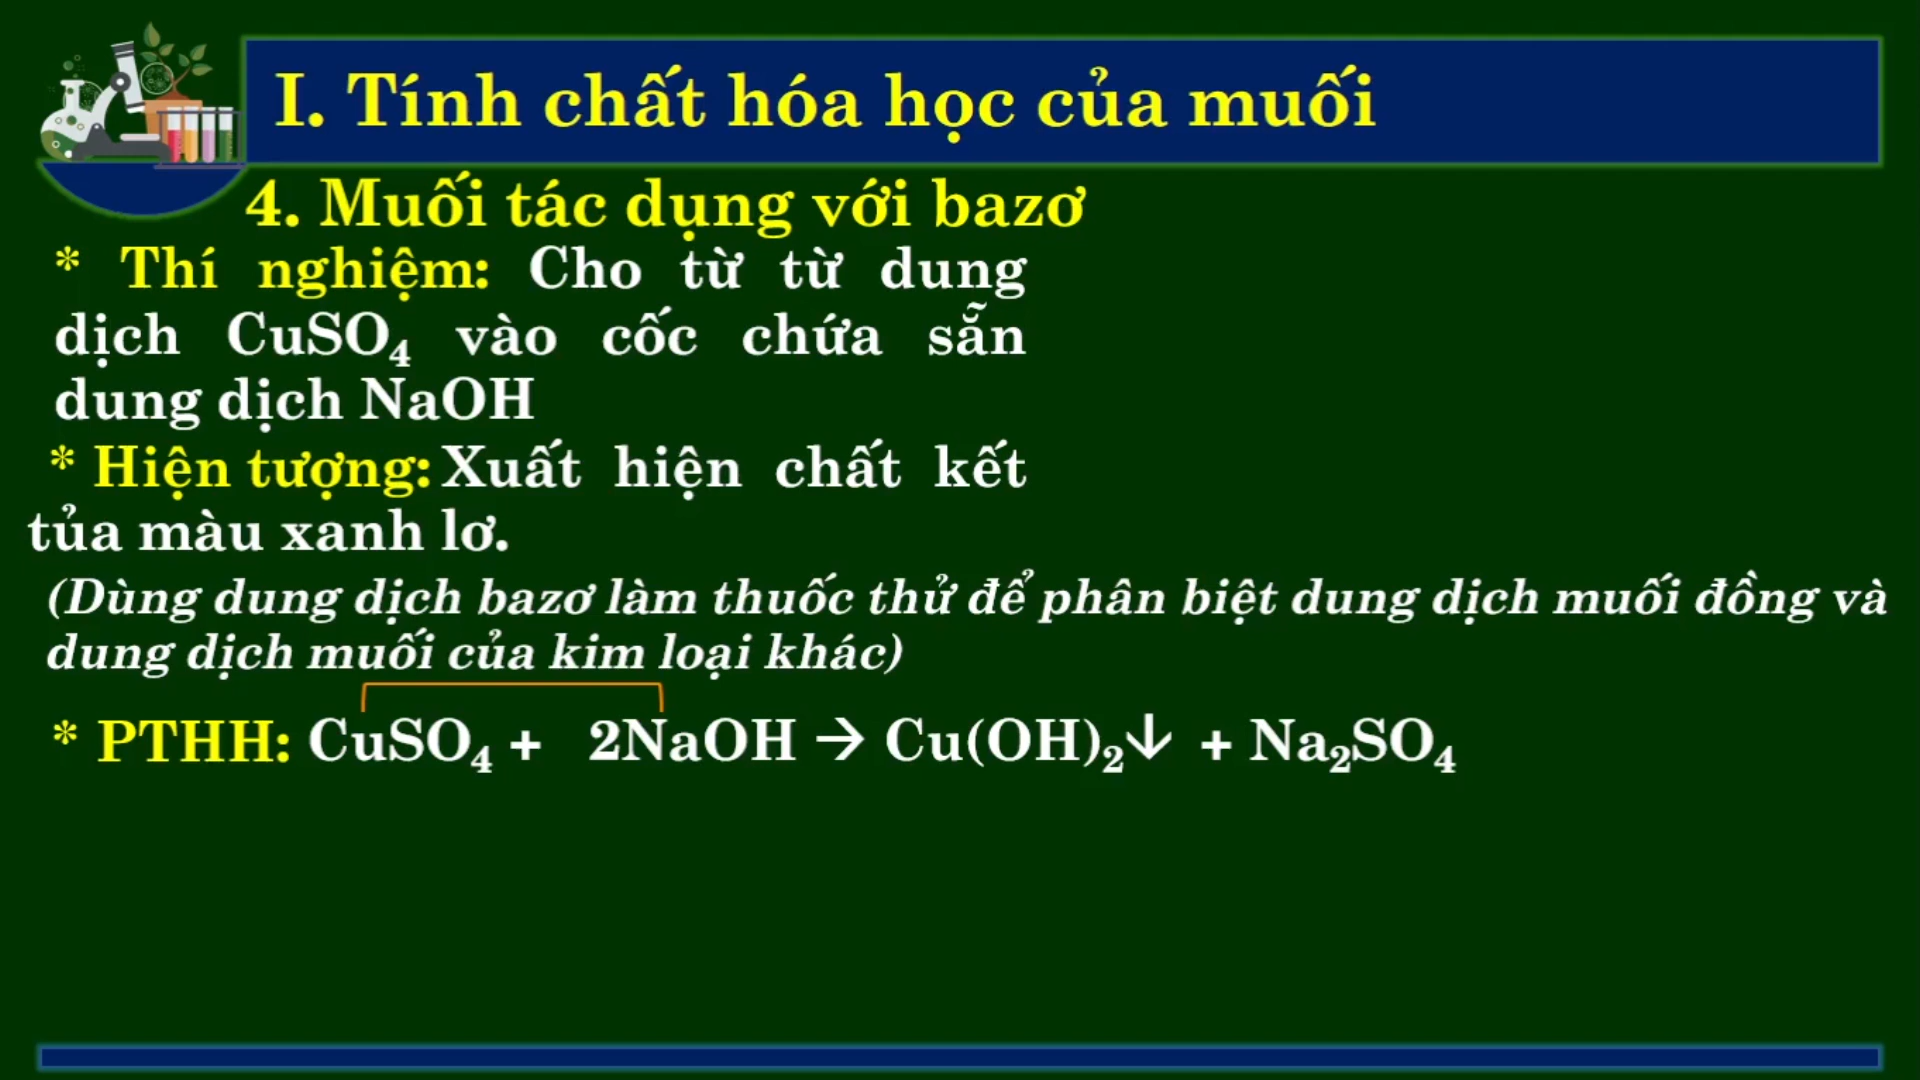 I. Tính chất hóa học của muối
4. Muối tác dụng với bazơ
* Thí nghiệm: Cho từ từ dung
dịch CuSO₄ vào cốc chứa sẵn
dung dịch NaOH
* Hiện tượng: Xuất hiện chất kết
tủa màu xanh lơ.
(Dùng dung dịch bazơ làm thuốc thử để phân biệt dung dịch muối đồng và
dung dịch muối của kim loại khác)
* PTHH: CuSO₄ + 2NaOH → Cu(OH)₂↓ + Na₂SO₄